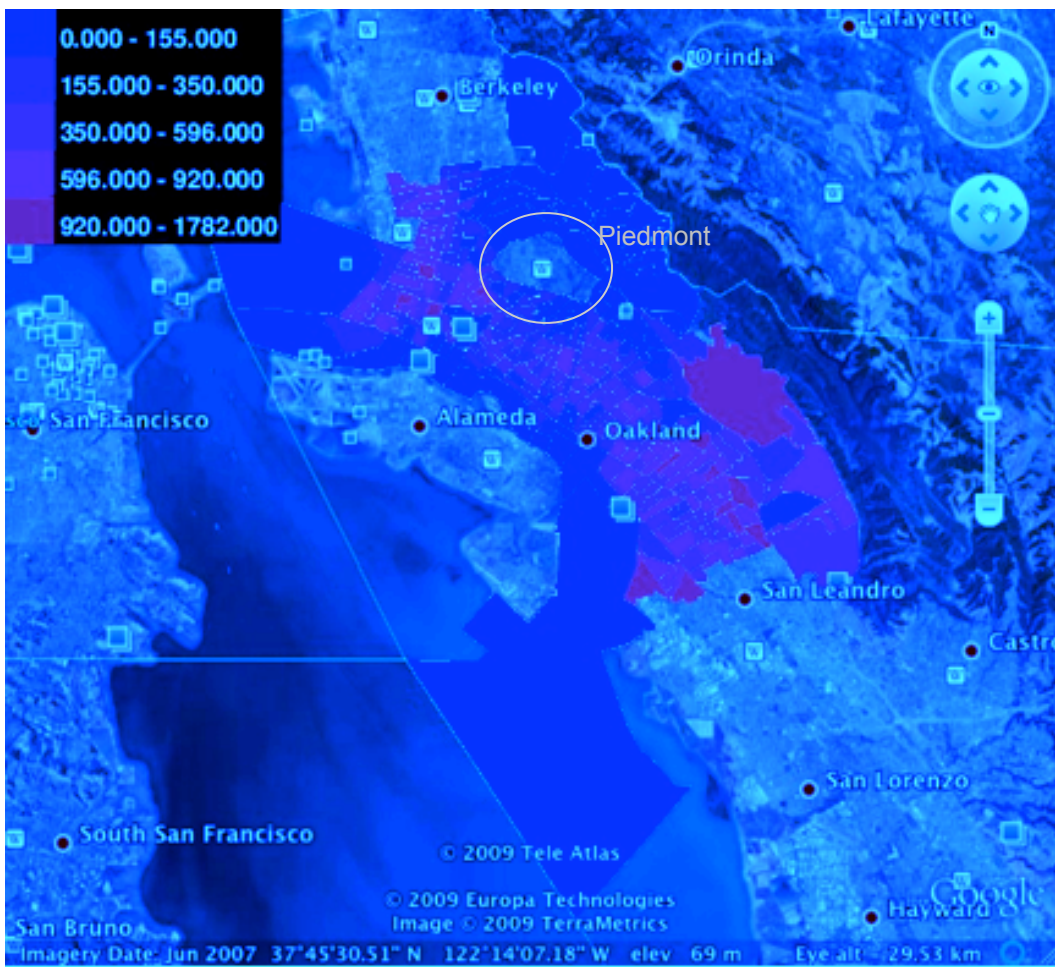 0.000 - 155.000
155.000 - 350.000
350.000 - 596.000
596.000 - 920.000
920.000 - 1782.000
Lafayette
N
Orinda
Berkeley
Piedmont
San Francisco
Alameda
Oakland
San Leandro
Castro
San Lorenzo
South San Francisco
© 2009 Tele Atlas
© 2009 Europa Technologies
Image © 2009 TerraMetrics
Google
Hayward
San Bruno
Imagery Date: Jun 2007 37°45'30.51" N 122°14'07.18" W elev 69 m Eye alt 29.53 km